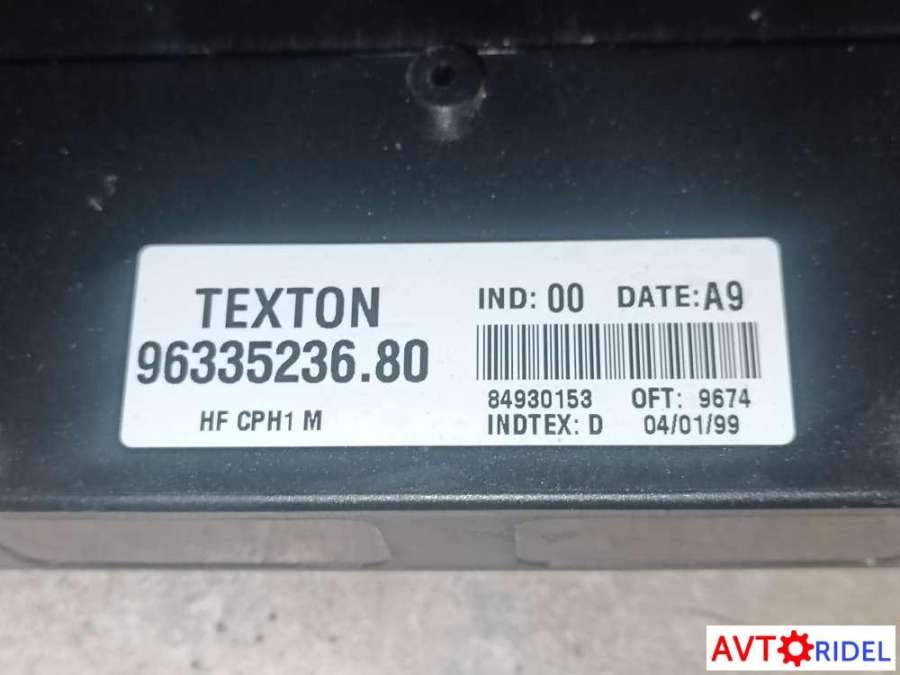 TEXTON
96335236.80
HF CPH1 M
IND: 00 DATE: A9
84930153 OFT: 9674
INDTEX: D 04/01/99
AVTORIDEL